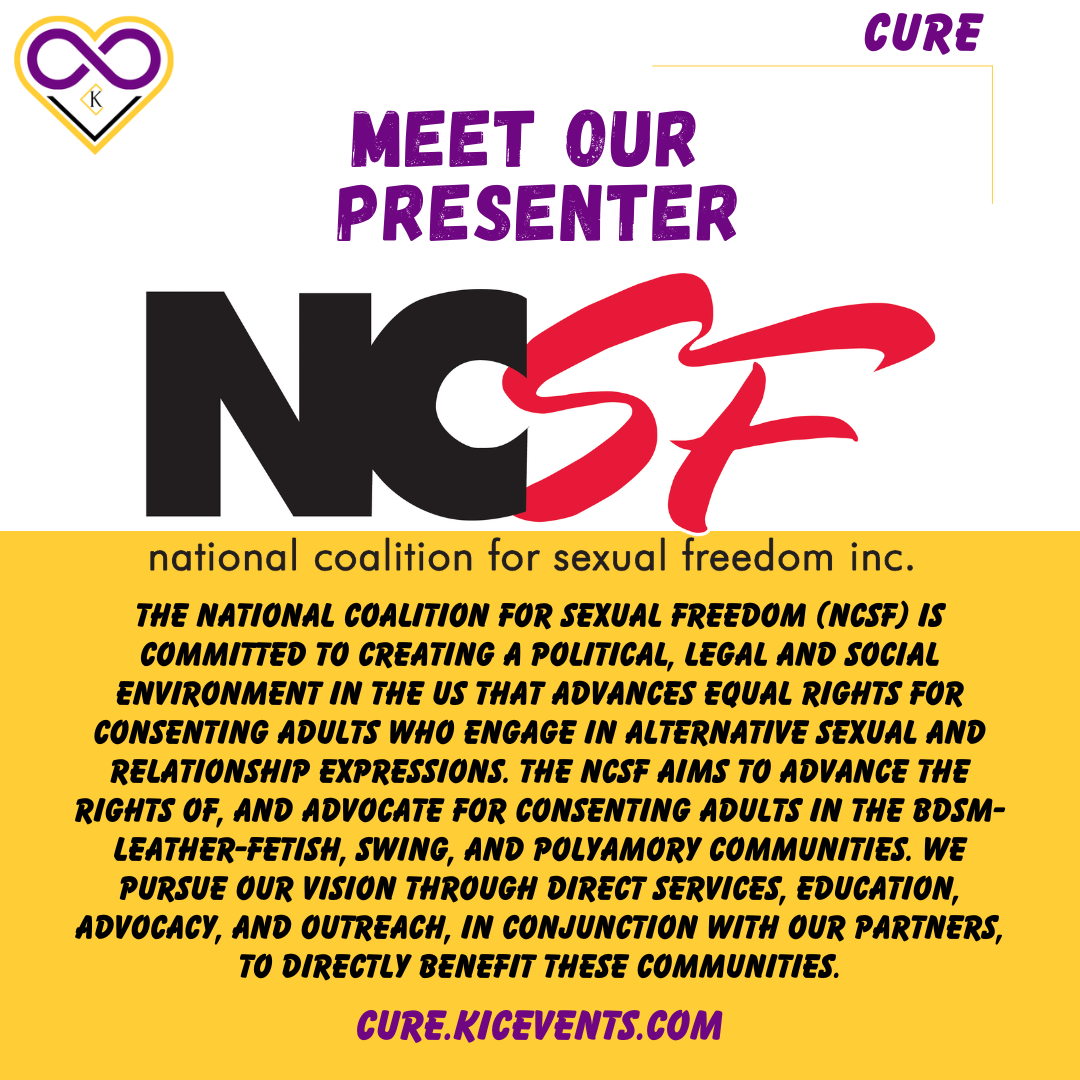 CURE
K
MEET OUR
PRESENTER
NCSF
national coalition for sexual freedom inc.
THE NATIONAL COALITION FOR SEXUAL FREEDOM (NCSF) IS
COMMITTED TO CREATING A POLITICAL, LEGAL AND SOCIAL
ENVIRONMENT IN THE US THAT ADVANCES EQUAL RIGHTS FOR
CONSENTING ADULTS WHO ENGAGE IN ALTERNATIVE SEXUAL AND
RELATIONSHIP EXPRESSIONS. THE NCSF AIMS TO ADVANCE THE
RIGHTS OF, AND ADVOCATE FOR CONSENTING ADULTS IN THE BDSM-
LEATHER-FETISH, SWING, AND POLYAMORY COMMUNITIES. WE
PURSUE OUR VISION THROUGH DIRECT SERVICES, EDUCATION,
ADVOCACY, AND OUTREACH, IN CONJUNCTION WITH OUR PARTNERS,
TO DIRECTLY BENEFIT THESE COMMUNITIES.
CURE.KICEVENTS.COM